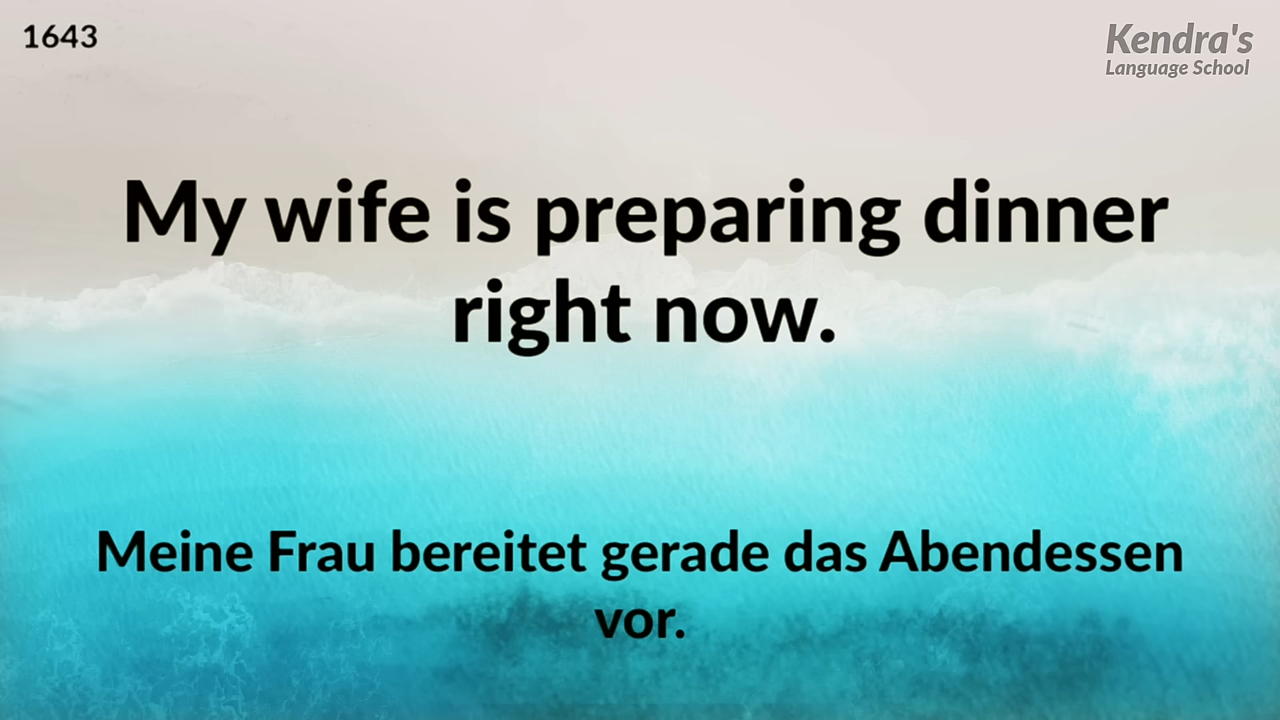 1643
Kendra's
Language School
My wife is preparing dinner
right now.
Meine Frau bereitet gerade das Abendessen
vor.